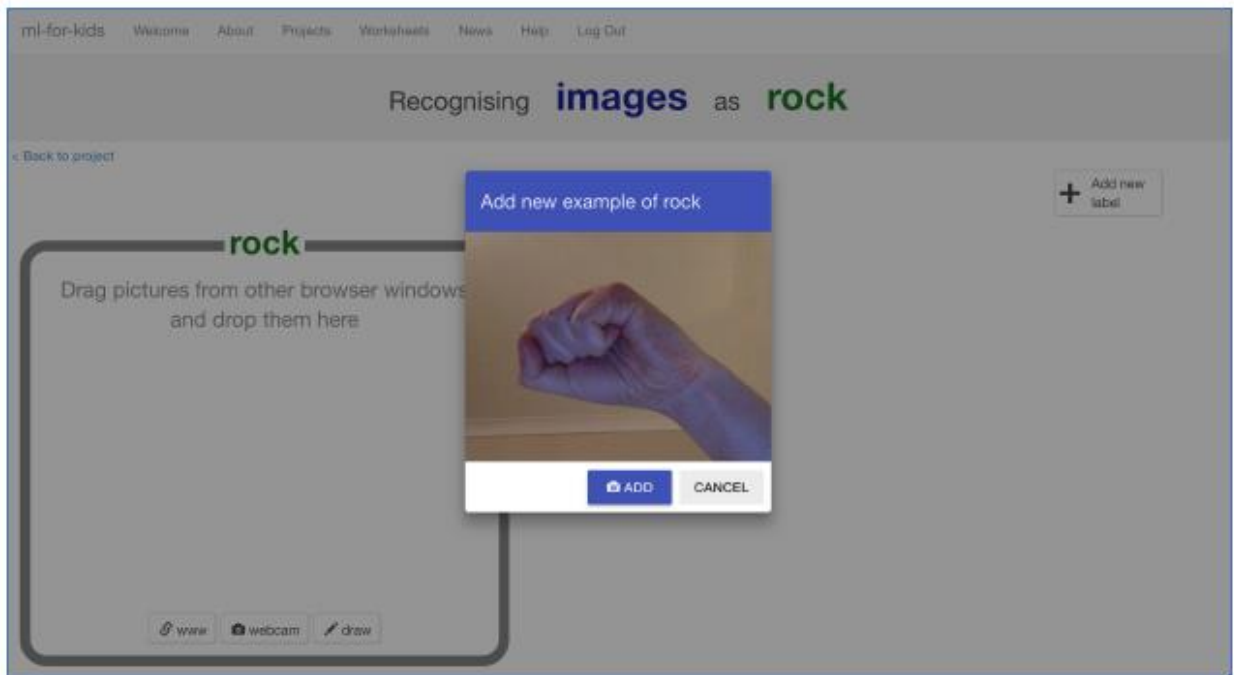 ml-for-kids Welcome About Projects Worksheets News Help Log Out
Recognising images as rock
< Back to project
Add new
label
Add new example of rock
rock
Drag pictures from other browser windows
and drop them here
ADD CANCEL
www webcam draw